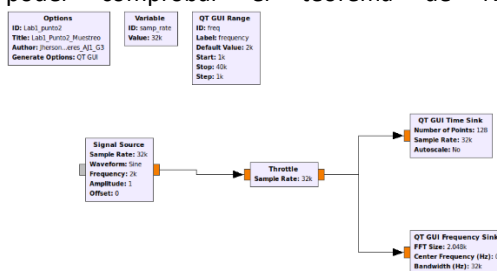 poder comprobar el teorema de
Options
ID: Lab1_punto2
Title: Lab1_Punto2_Muestreo
Author: Jherson...eres_AJ1_G3
Generate Options: QT GUI
Variable
ID: samp_rate
Value: 32k
QT GUI Range
ID: freq
Label: frequency
Default Value: 2k
Start: 1k
Stop: 40k
Step: 1k
Signal Source
Sample Rate: 32k
Waveform: Sine
Frequency: 2k
Amplitude: 1
Offset: 0
Throttle
Sample Rate: 32k
QT GUI Time Sink
Number of Points: 128
Sample Rate: 32k
Autoscale: No
QT GUI Frequency Sink
FFT Size: 2.048k
Center Frequency (Hz):
Bandwidth (Hz): 32k